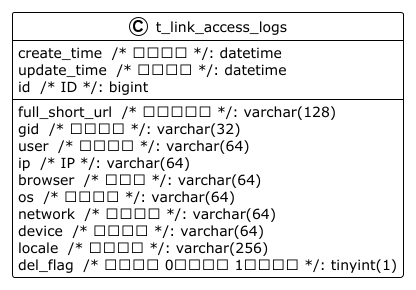 C t_link_access_logs
create_time /* □□□□ */: datetime
update_time /* □□□□ */: datetime
id /* ID */: bigint
full_short_url /* □□□□□ */: varchar(128)
gid /* □□□□ */: varchar(32)
user /* □□□□ */: varchar(64)
ip /* IP */: varchar(64)
browser /* □□□ */: varchar(64)
os /* □□□□ */: varchar(64)
network /* □□□□ */: varchar(64)
device /* □□□□ */: varchar(64)
locale /* □□□□ */: varchar(256)
del_flag /* □□□□ 0□□□□ 1□□□□ */: tinyint(1)